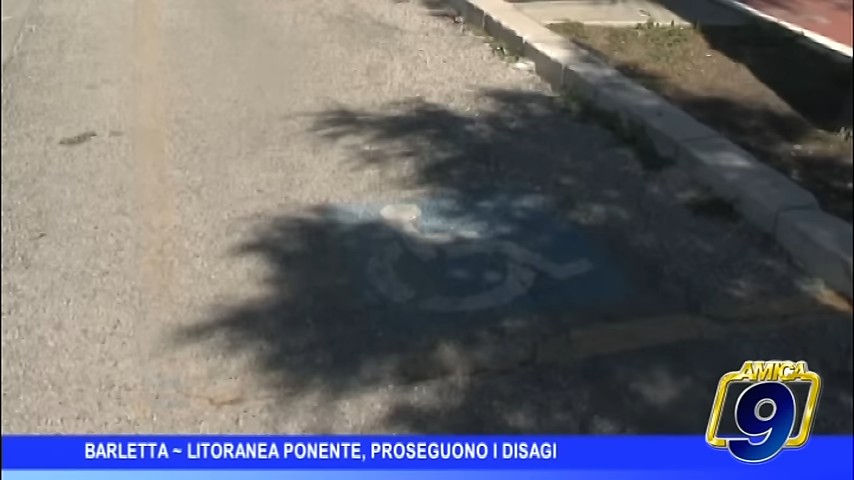 AMICA
9
BARLETTA ~ LITORANEA PONENTE, PROSEGUONO I DISAGI